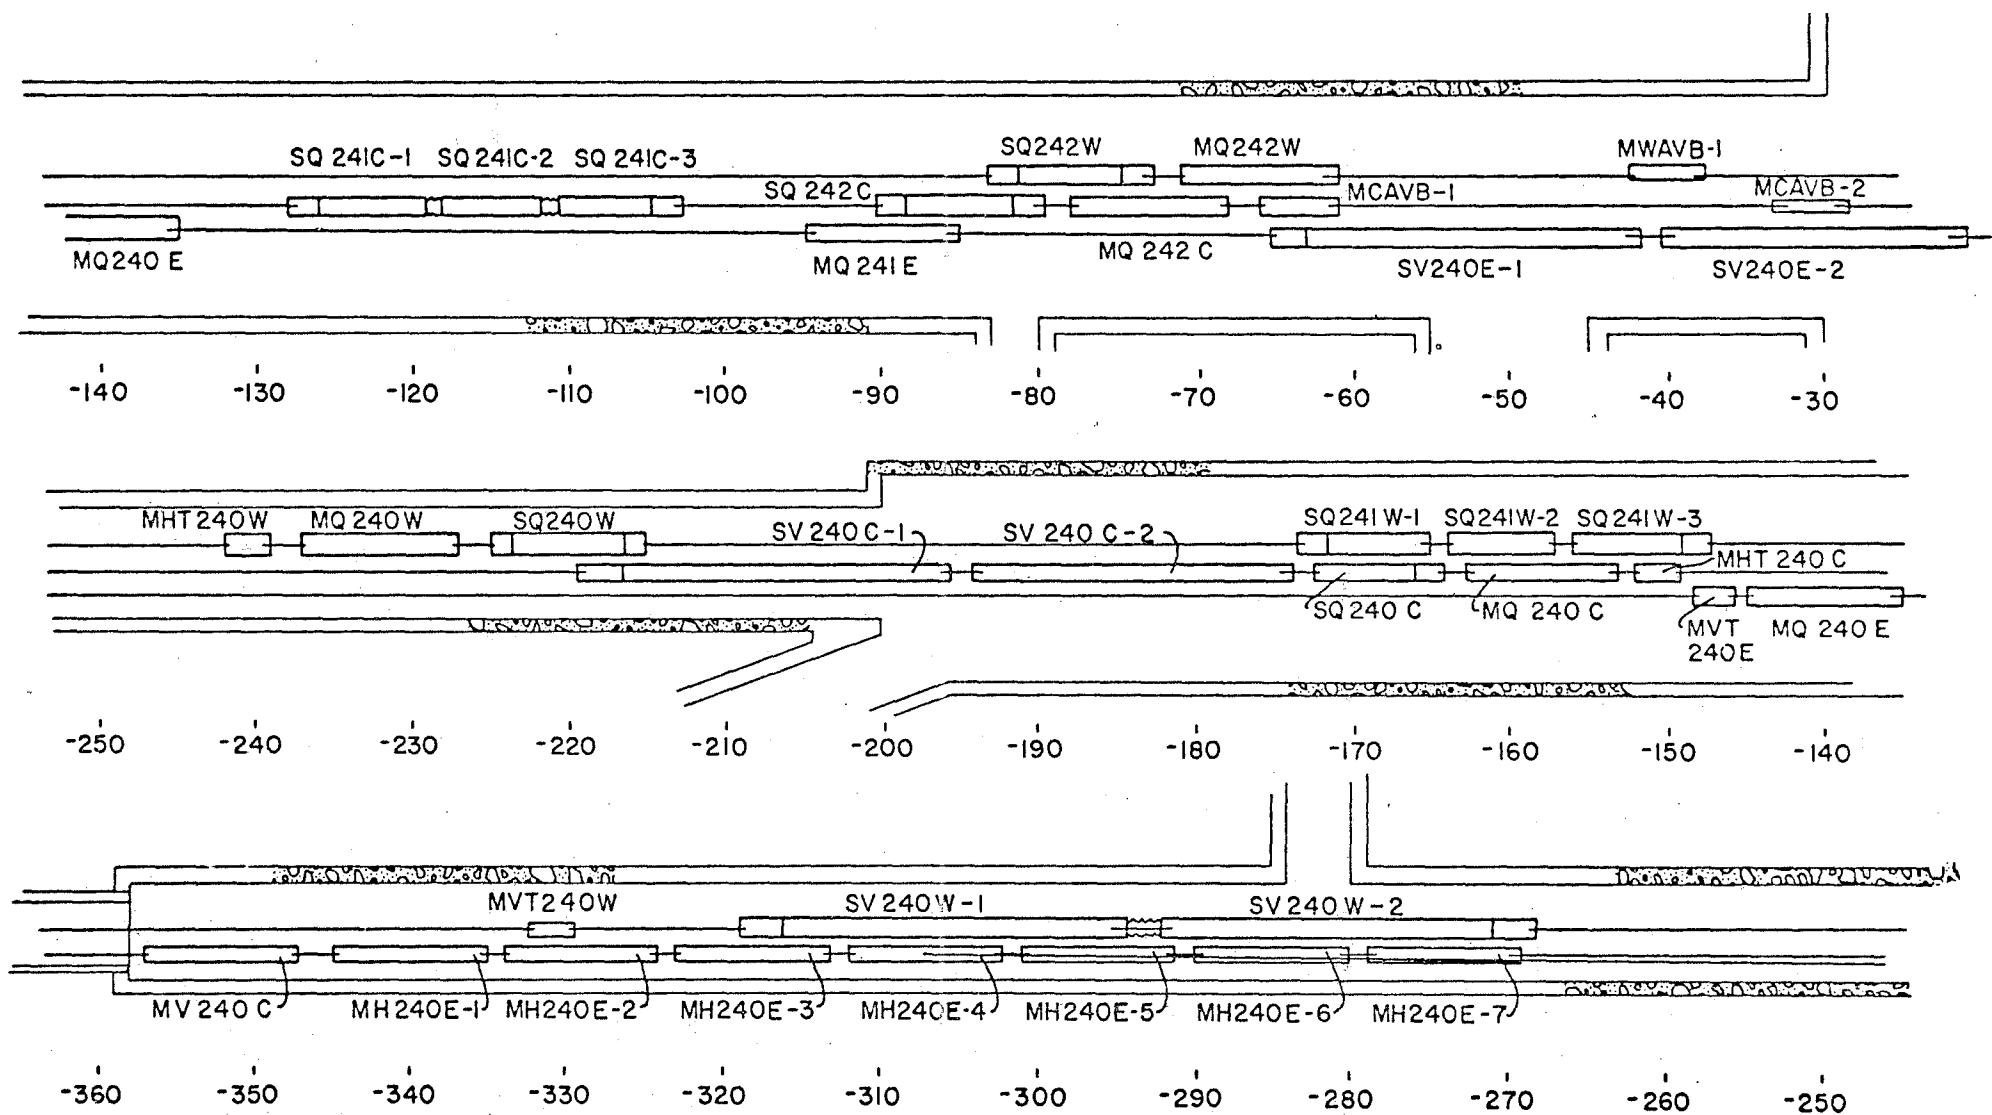 SQ 241C-1 SQ 241C-2 SQ 241C-3 SQ242W MQ242W MWAVB-1
SQ 242C MCAVB-1 MCAVB-2
MQ240 E MQ 241 E MQ 242 C SV240E-1 SV240E-2
-140 -130 -120 -110 -100 -90 -80 -70 -60 -50 -40 -30
MHT 240W MQ 240W SQ240W SV 240 C-1 SV 240 C-2 SQ 241 W-1 SQ241W-2 SQ 241W-3
MHT 240 C
SQ 240 C MQ 240 C MVT
240E
MQ 240 E
-250 -240 -230 -220 -210 -200 -190 -180 -170 -160 -150 -140
MVT240W SV 240W-1 SV 240 W-2
MV 240 C MH240E-1 MH240E-2 MH240E-3 MH240E-4 MH240E-5 MH240E-6 MH240E-7
-360 -350 -340 -330 -320 -310 -300 -290 -280 -270 -260 -250